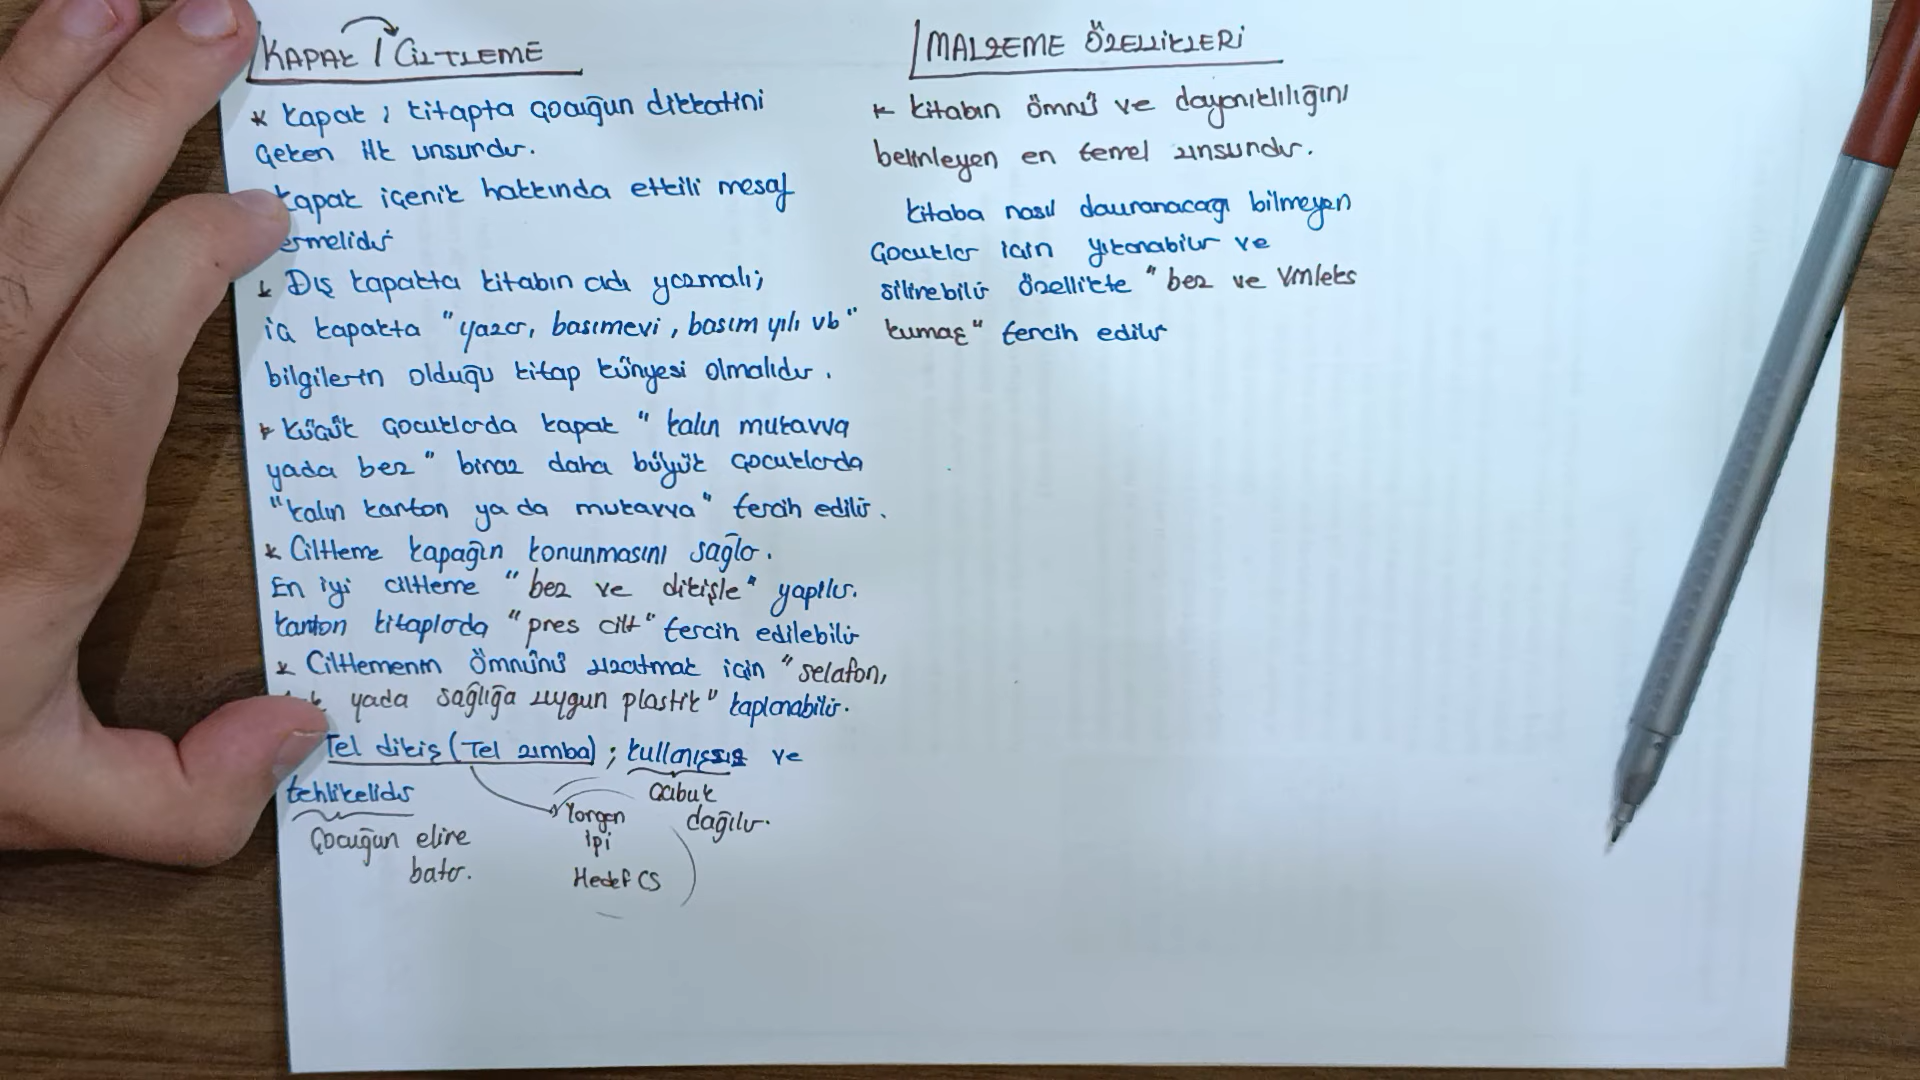 KAPAK / CİLTLEME
* Kapak; kitapta çocuğun dikkatini
çeken ilk unsurdur.
kapak içerik hakkında etkili mesaj
ermelidir
* Dış kapakta kitabın adı yazmalı;
iç kapakta "yazar, basımevi, basım yılı vb"
bilgilerin olduğu kitap künyesi olmalıdır.
* Küçük çocuklarda kapak "kalın mukavva
yada bez" biraz daha büyük çocuklarda
"kalın karton ya da mukavva" tercih edilir.
* Ciltleme kapağın korunmasını sağlar.
En iyi ciltleme "bez ve dikişle" yapılır.
karton kitaplarda "pres cilt" tercih edilebilir
* Ciltlemenin ömrünü uzatmak için "selafon,
yada sağlığa uygun plastik" kaplanabilir.
Tel dikiş (Tel zımba); kullanışsız ve
tehlikelidir
Çabuk
dağılır.
Yorgan
ipi
Hedef CS
Çocuğun eline
batar.
MALZEME ÖZELLİKLERİ
* Kitabın ömrü ve dayanıklılığını
belirleyen en temel unsurdur.
Kitaba nasıl davranacağı bilmeyen
Çocuklar için yıkanabilir ve
silinebilir özellikte "bez ve Vinleks
kumaş" tercih edilir